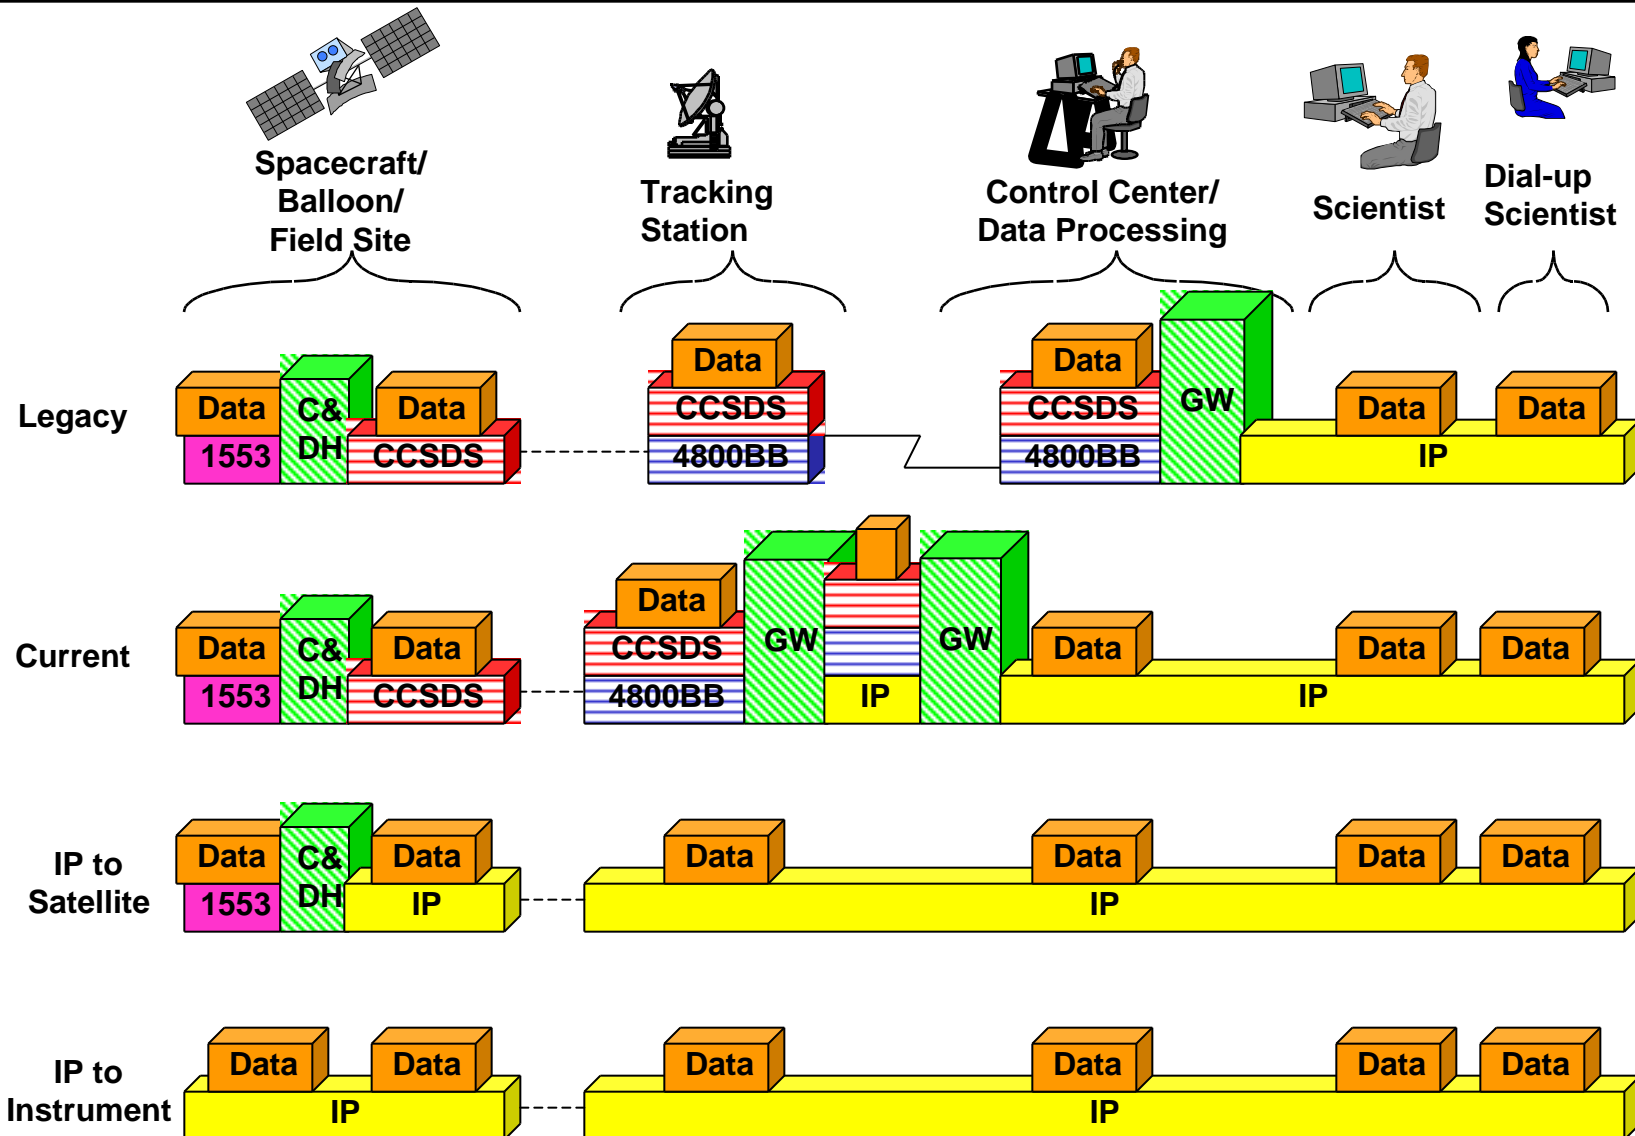 Spacecraft/
Balloon/
Field Site
Tracking
Station
Control Center/
Data Processing
Scientist
Dial-up
Scientist
Legacy
Data
1553
C&
DH
Data
CCSDS
Data
CCSDS
4800BB
Data
CCSDS
4800BB
GW
Data
Data
IP
Current
Data
1553
C&
DH
Data
CCSDS
Data
CCSDS
4800BB
GW
IP
GW
Data
Data
Data
IP
IP to
Satellite
Data
1553
C&
DH
Data
IP
Data
Data
Data
Data
IP
IP to
Instrument
Data
Data
IP
Data
Data
Data
Data
IP